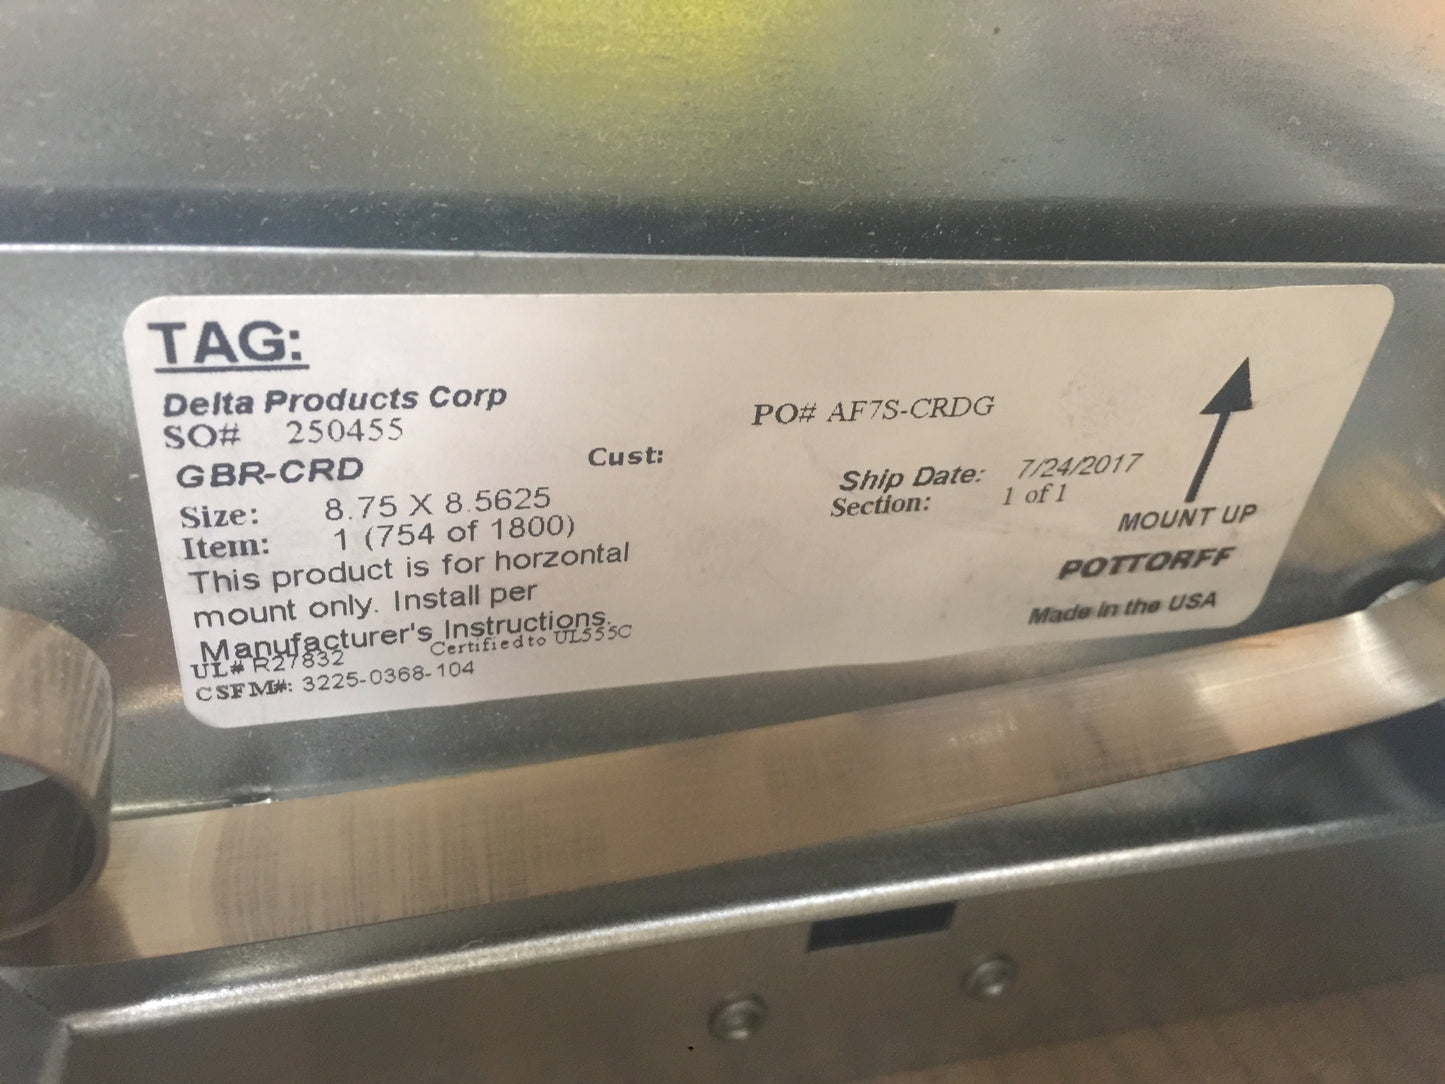 TAG:
Delta Products Corp
SO# 250455
PO# AF7S-CRDG
GBR-CRD
Cust:
Ship Date: 7/24/2017
Size: 8.75 X 8.5625
Section: 1 of 1
Item: 1 (754 of 1800)
MOUNT UP
This product is for horzontal
mount only. Install per
Manufacturer's Instructions.
POTTORFF
Made in the USA
UL# R27832
Certified to UL555C
CSFM#: 3225-0368-104